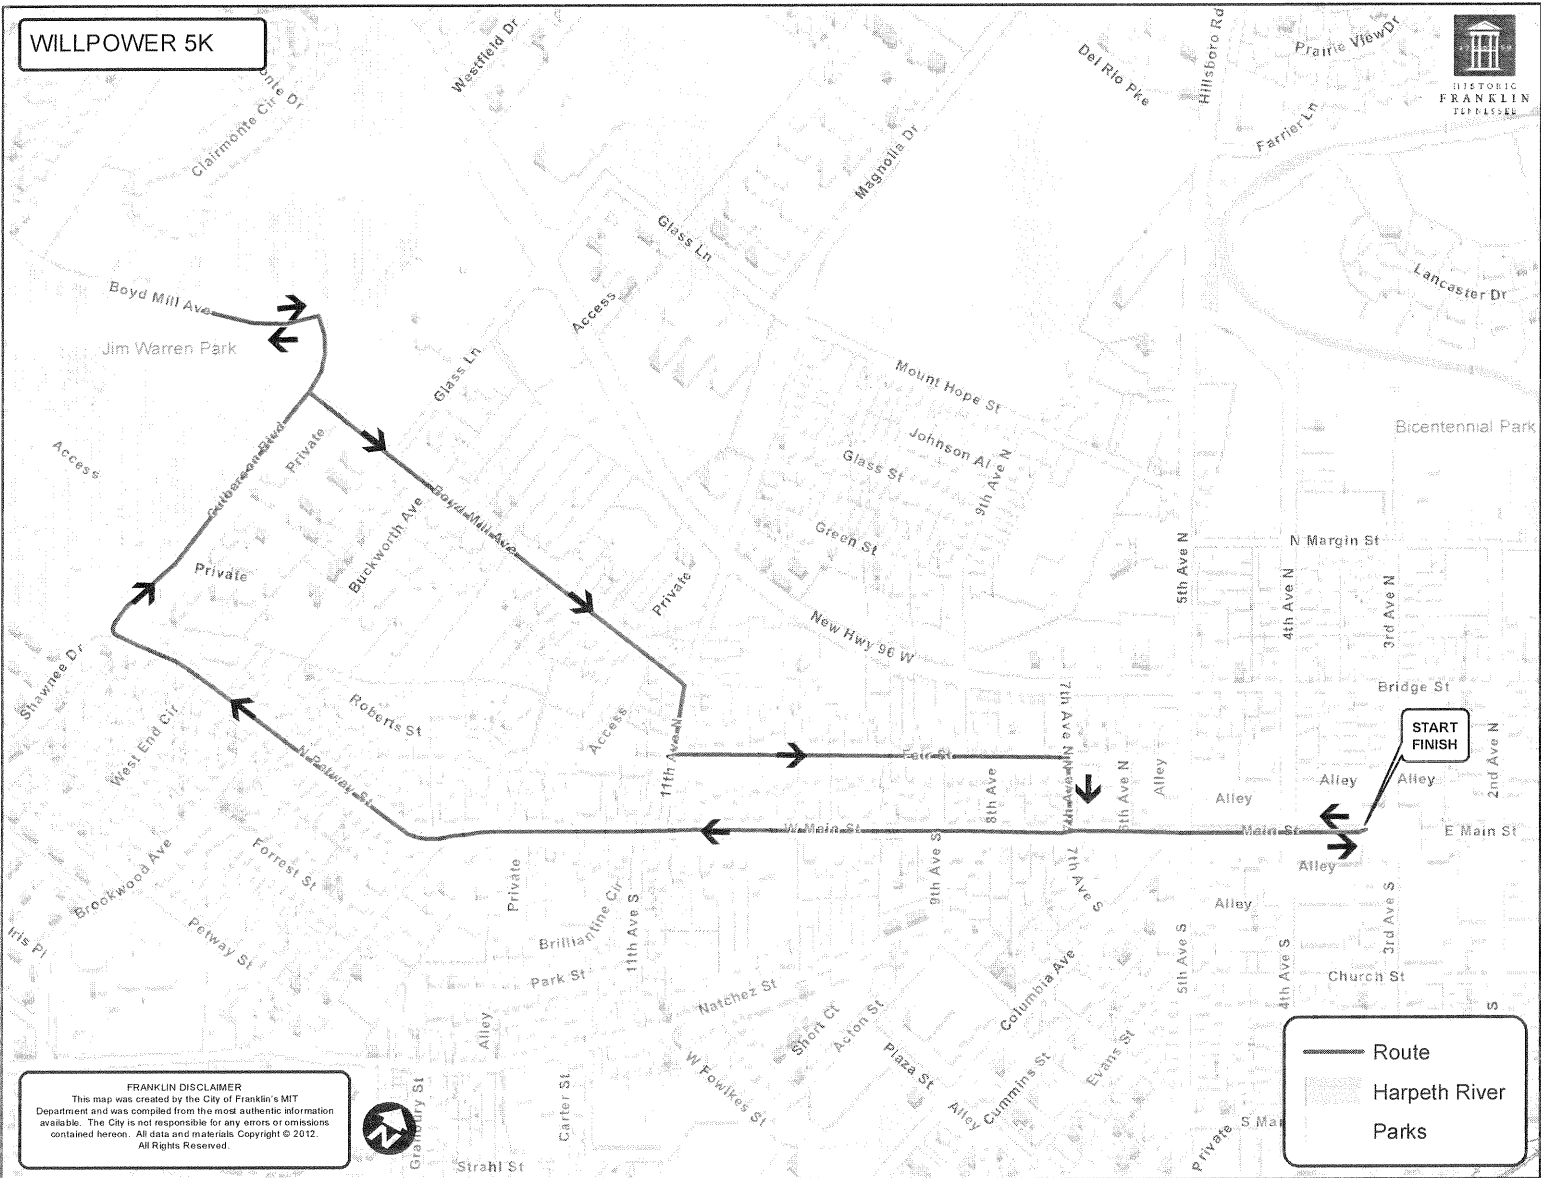 WILLPOWER 5K
Westfield Dr
Del Rio Pke
Hillsboro Rd
Prairie View Dr
HISTORIC
FRANKLIN
TENNESSEE
onte Dr
Clairmonte Cir
Magnolia Dr
Farrier Ln
Glass Ln
Lancaster Dr
Boyd Mill Ave
Access
Jim Warren Park
Glass Ln
Mount Hope St
Bicentennial Park
Johnson Al
Access
Private
Glass St
9th Ave N
Boyd Mill Ave
Buckworth Ave
Green St
5th Ave N
N Margin St
Private
Private
4th Ave N
3rd Ave N
New Hwy 96 W
Shawnee Dr
Bridge St
West End Cir
Roberts St
Access
7th Ave N
START
FINISH
2nd Ave N
11th Ave N
Fair St
N Petway St
8th Ave
Alley
Alley
Alley
Alley
W Main St
Main St
E Main St
Brookwood Ave
Forrest St
Private
9th Ave S
7th Ave S
Alley
Alley
Iris Pl
Petway St
Brilliantine Cir
11th Ave S
5th Ave S
4th Ave S
3rd Ave S
Park St
Church St
Natchez St
Columbia Ave
S
Alley
Short Ct
Acton St
Plaza St
Evans St
W Fowlkes St
Cummins St
Alley
Carter St
Granbury St
Strahl St
Private
S Mar
Route
Harpeth River
Parks
FRANKLIN DISCLAIMER
This map was created by the City of Franklin's MIT
Department and was compiled from the most authentic information
available. The City is not responsible for any errors or omissions
contained hereon. All data and materials Copyright © 2012.
All Rights Reserved.
N